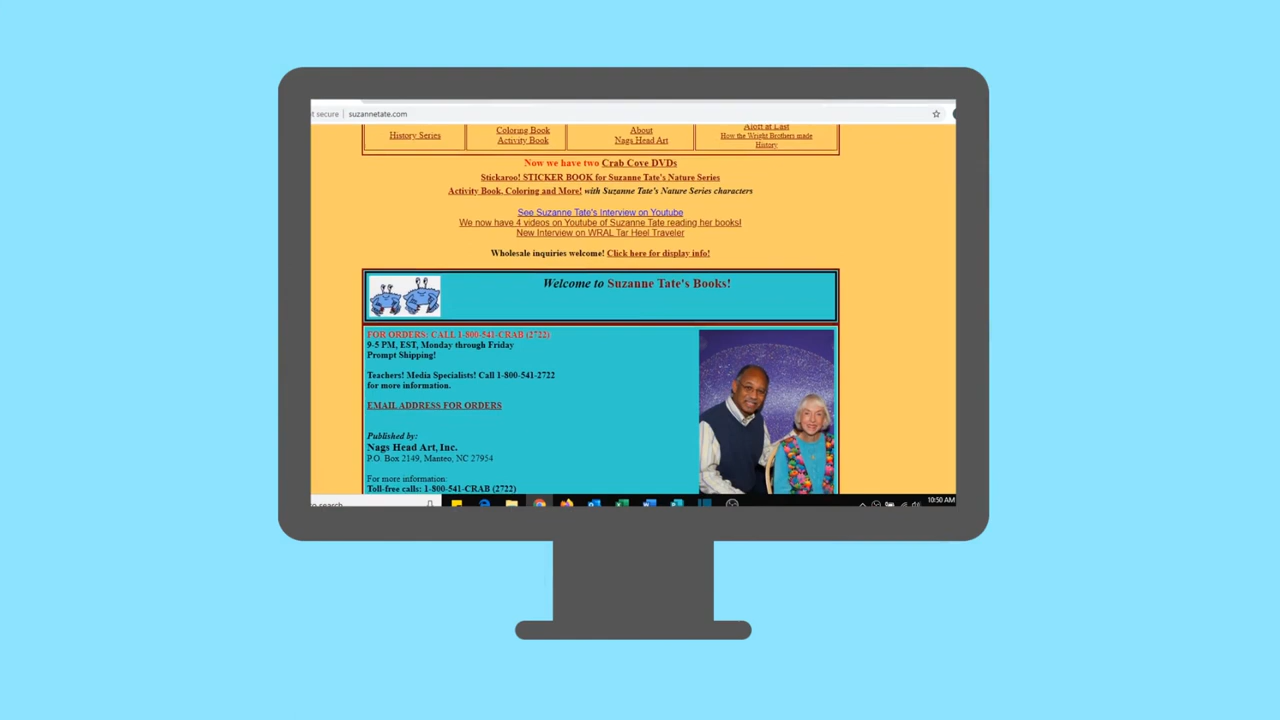 t secure | suzannetate.com
History Series
Coloring Book
Activity Book
About
Nags Head Art
Aloft at Last
How the Wright Brothers made
History
Now we have two Crab Cove DVDs
Stickaroo! STICKER BOOK for Suzanne Tate's Nature Series
Activity Book, Coloring and More! with Suzanne Tate's Nature Series characters
See Suzanne Tate's Interview on Youtube
We now have 4 videos on Youtube of Suzanne Tate reading her books!
New Interview on WRAL Tar Heel Traveler
Wholesale inquiries welcome! Click here for display info!
Welcome to Suzanne Tate's Books!
FOR ORDERS: CALL 1-800-541-CRAB (2722)
9-5 PM, EST, Monday through Friday
Prompt Shipping!
Teachers! Media Specialists! Call 1-800-541-2722
for more information.
EMAIL ADDRESS FOR ORDERS
Published by:
Nags Head Art, Inc.
P.O. Box 2149, Manteo, NC 27954
For more information:
Toll-free calls: 1-800-541-CRAB (2722)
o search
10:50 AM